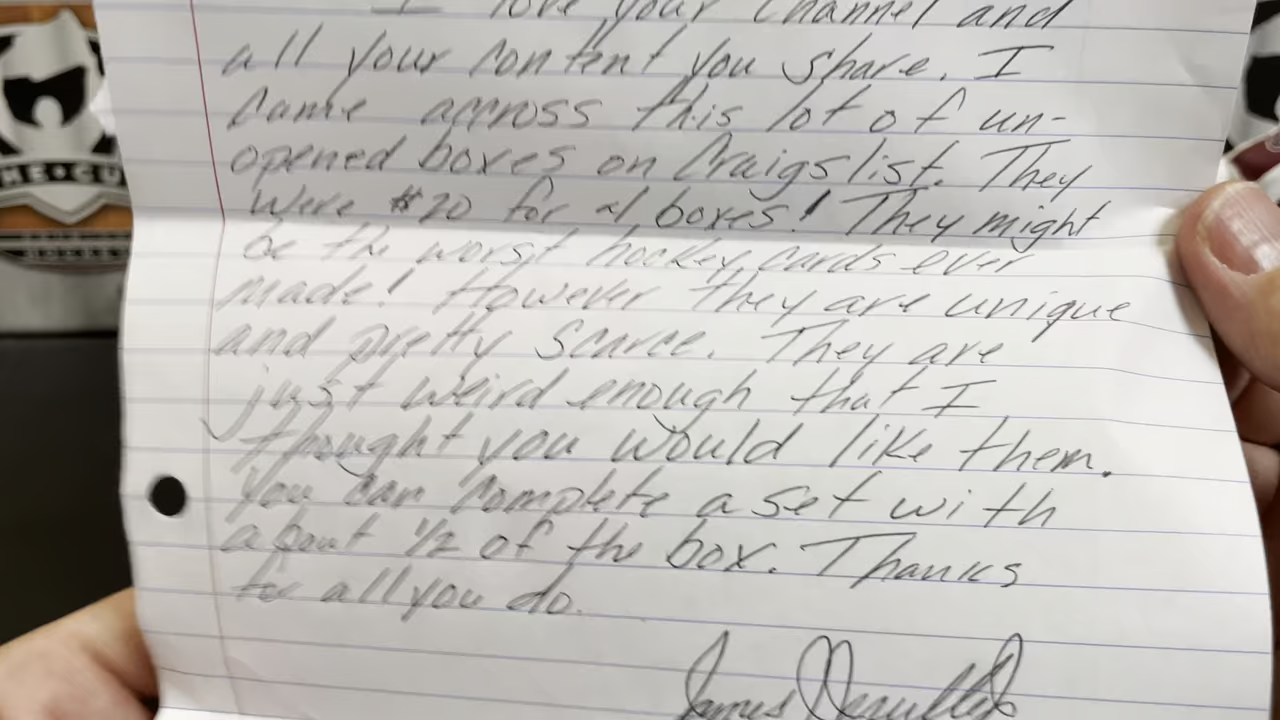 I love your channel and
all your content you share. I
came across this lot of un-
opened boxes on Craigslist. They
were $20 for 4 boxes! They might
be the worst hockey cards ever
made! However they are unique
and pretty scarce. They are
just weird enough that I
thought you would like them.
You can complete a set with
about 1/2 of the box. Thanks
for all you do.
James